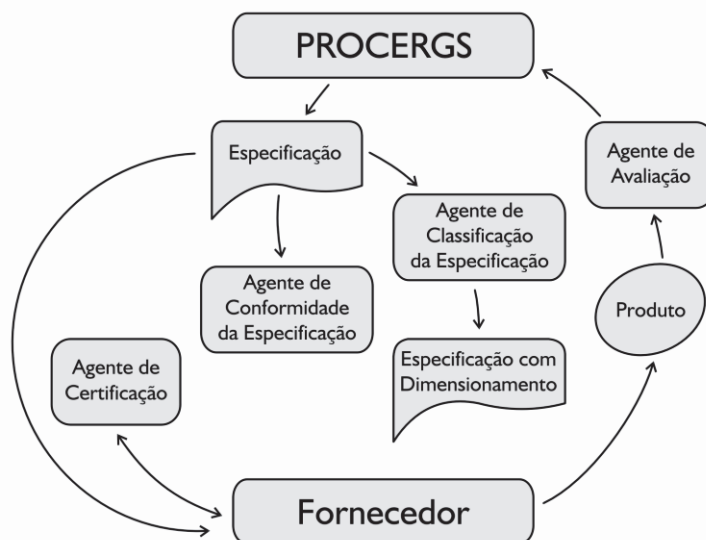 PROCERGS
Especificação
Agente de
Avaliação
Agente de
Classificação
da Especificação
Agente de
Conformidade
da Especificação
Produto
Agente de
Certificação
Especificação com
Dimensionamento
Fornecedor